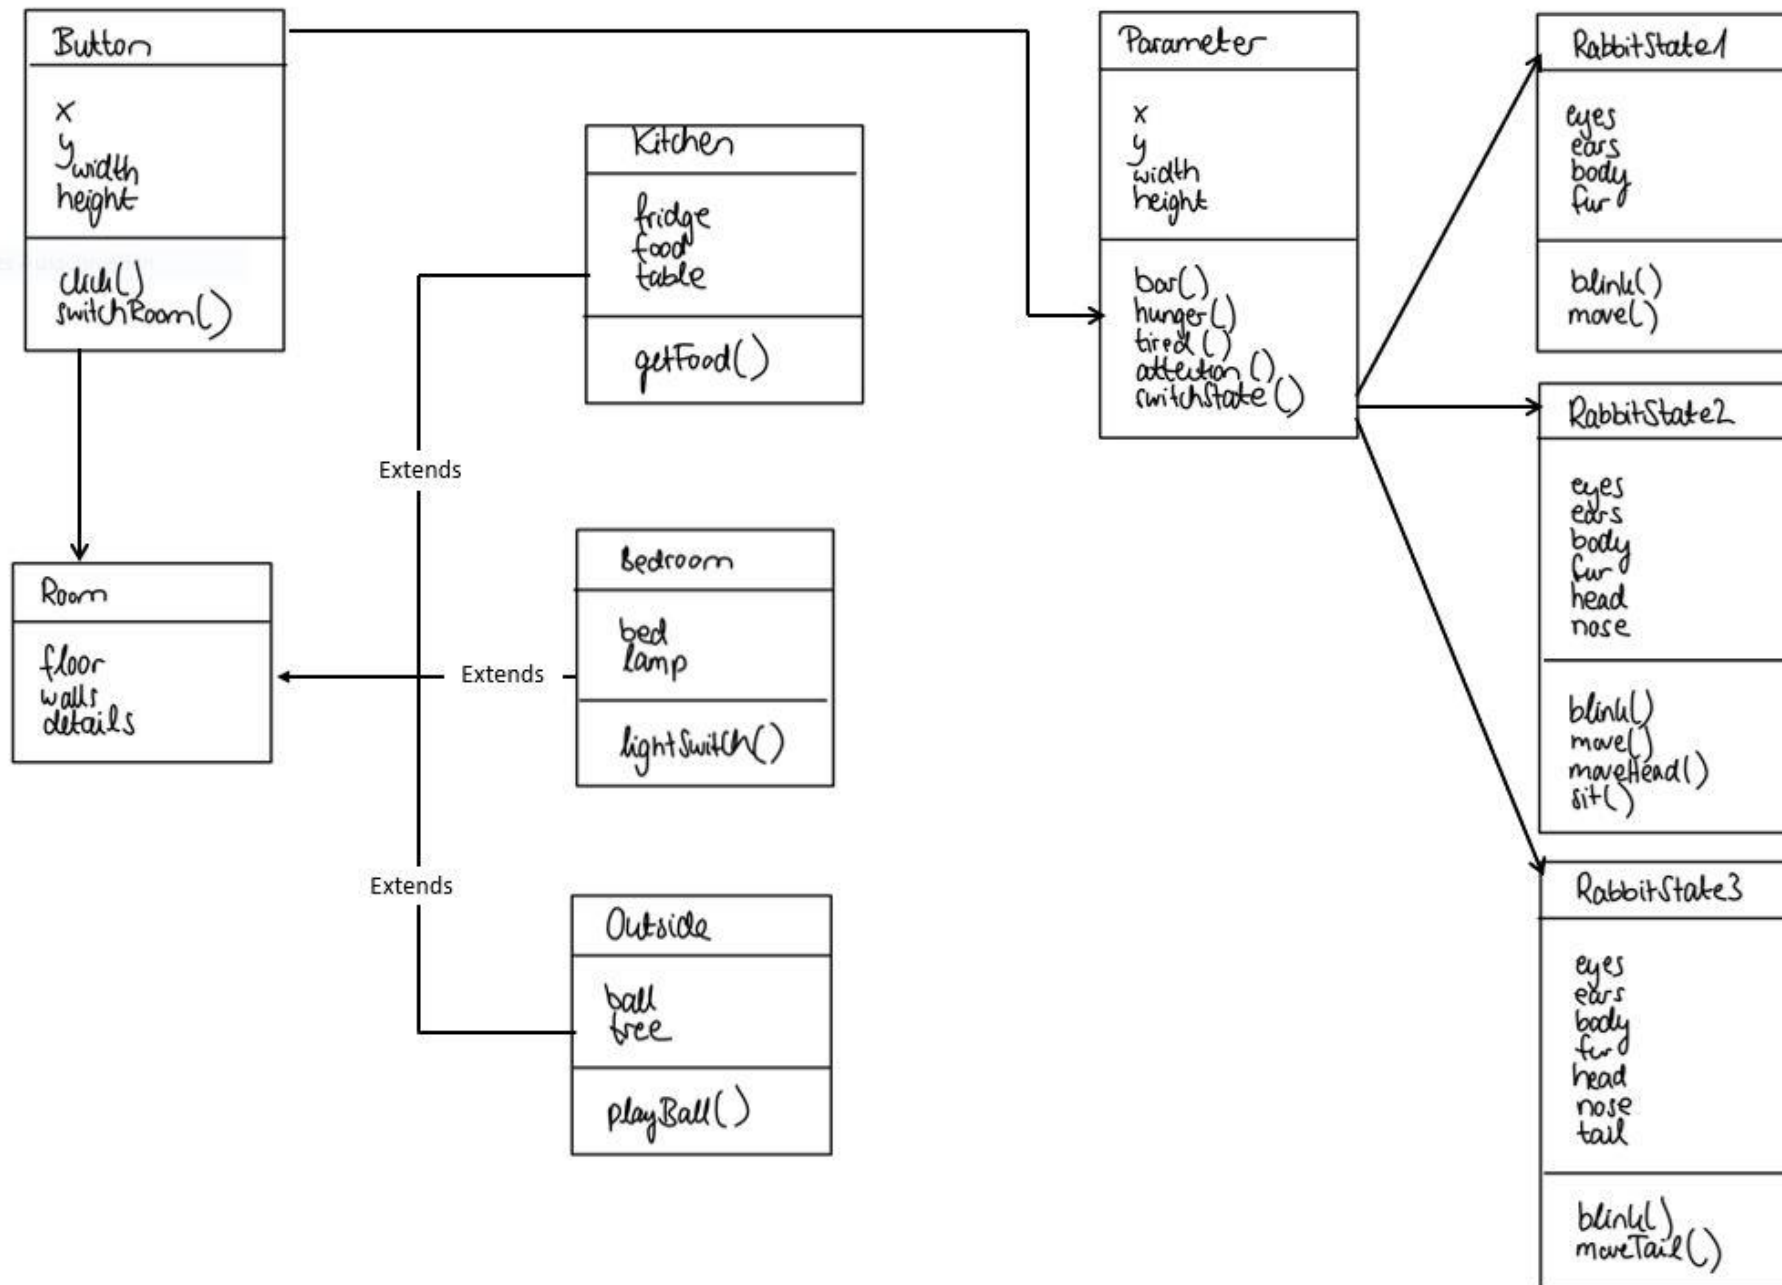 Button
x
y
width
height
click()
switchRoom()
Room
floor
walls
details
Kitchen
fridge
food
table
getFood()
Extends
Bedroom
bed
lamp
lightSwitch()
Extends
Extends
Outside
ball
tree
playBall()
Parameter
x
y
width
height
bar()
hunger()
tired()
attention()
switchState()
RabbitState1
eyes
ears
body
fur
blink()
move()
RabbitState2
eyes
ears
body
fur
head
nose
blink()
move()
moveHead()
sit()
RabbitState3
eyes
ears
body
fur
head
nose
tail
blink()
moveTail()